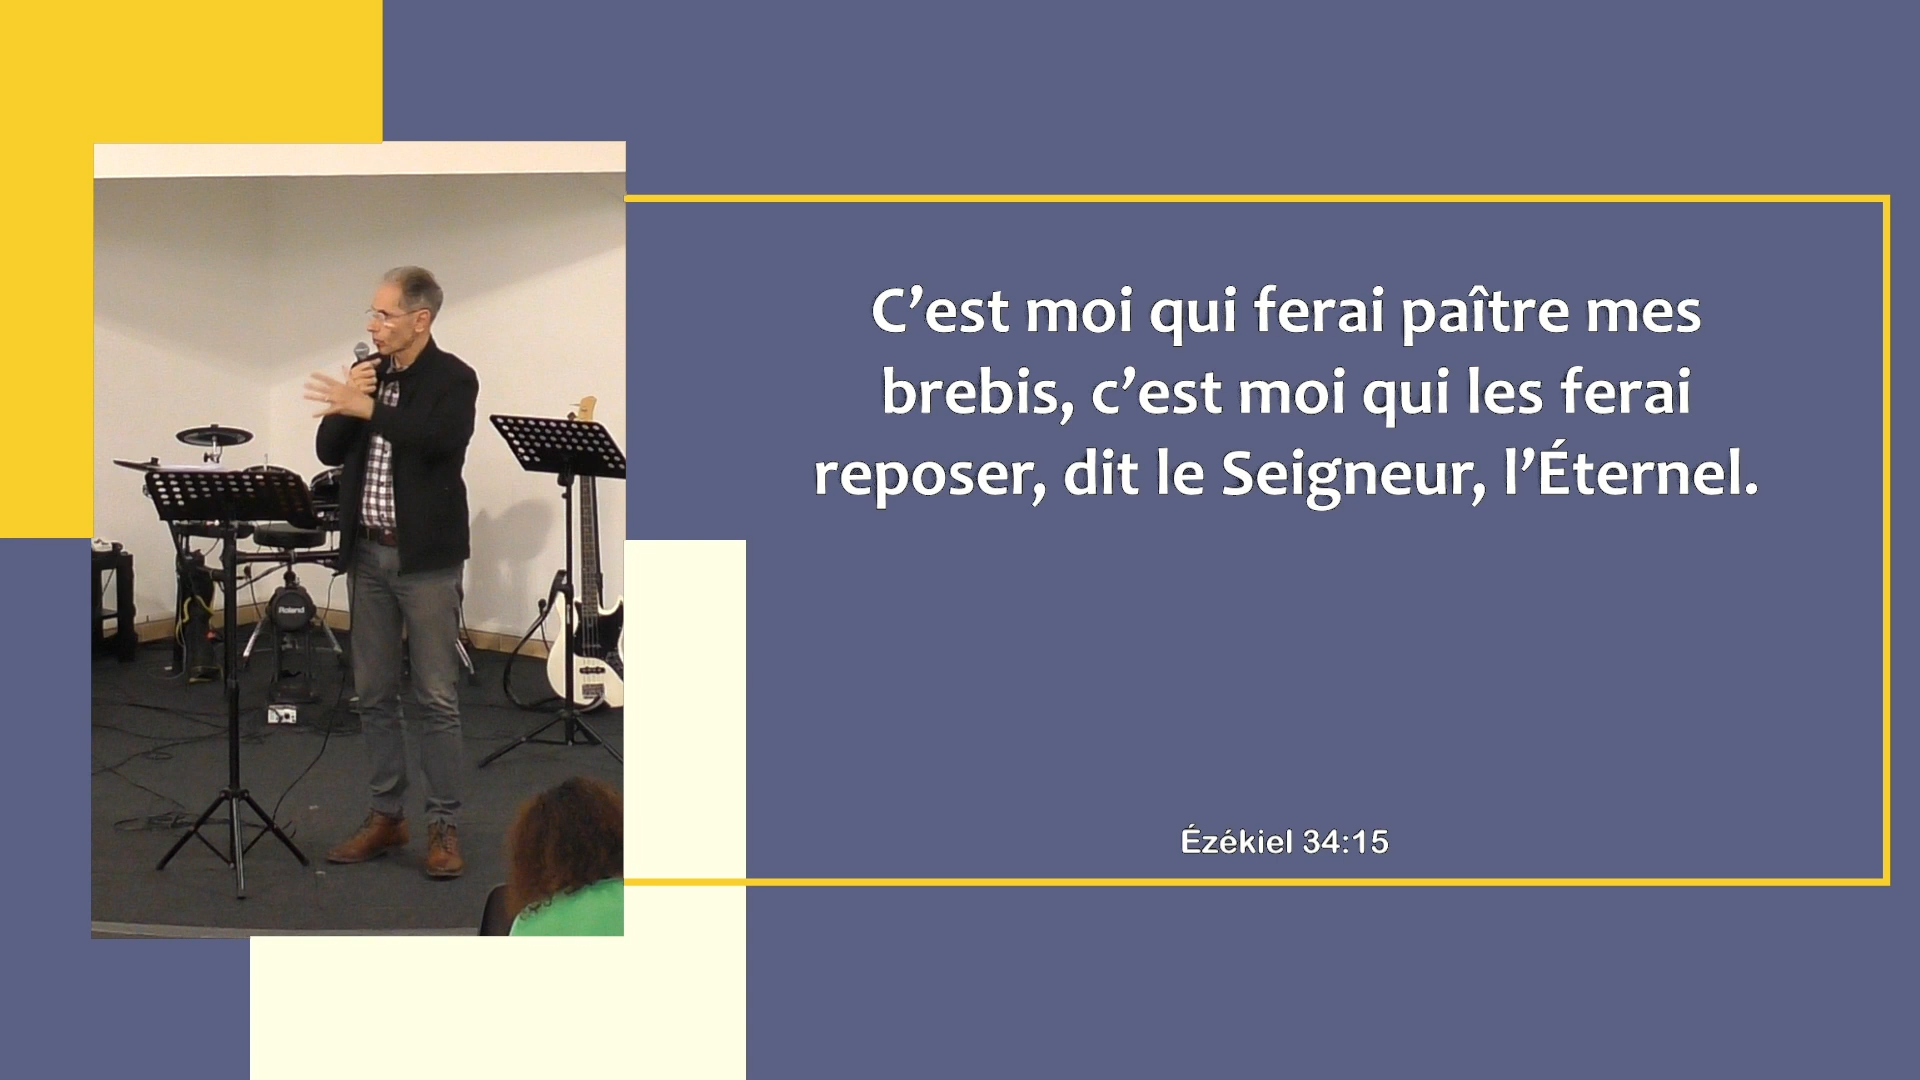 C’est moi qui ferai paître mes
brebis, c’est moi qui les ferai
reposer, dit le Seigneur, l’Éternel.
Ézékiel 34:15
Roland